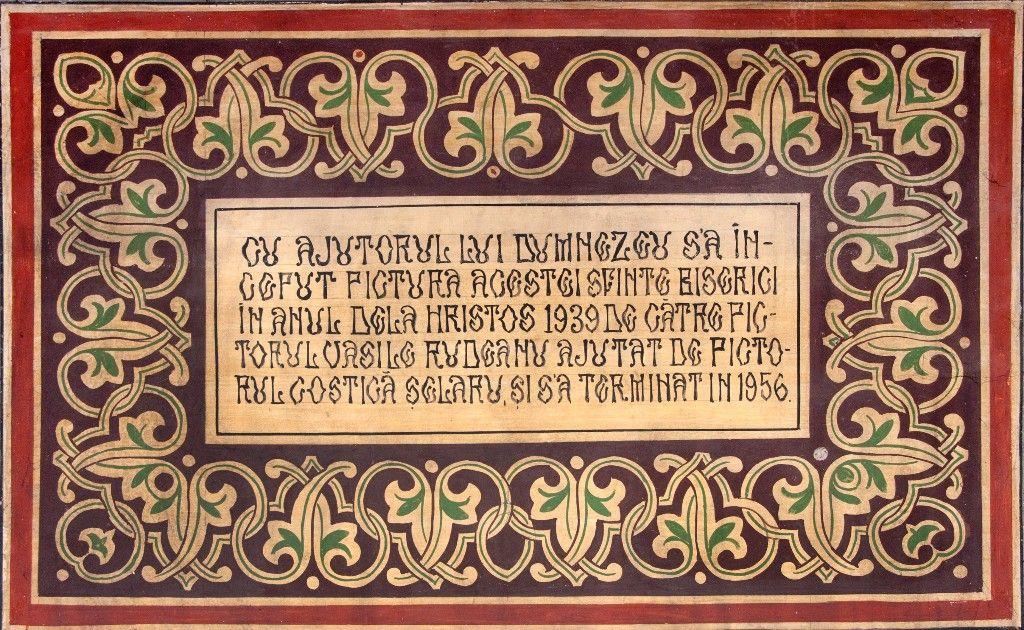 CU AJUTORUL LUI DUMNEZEU S'A ÎN-
CEPUT PICTURA ACESTEI SFINTE BISERICI
ÎN ANUL DELA HRISTOS 1939 DE CĂTRE PIC-
TORUL VASILE RUDEANU AJUTAT DE PICTO-
RUL COSTICĂ ȘELARU, ȘI S'A TERMINAT IN 1956.